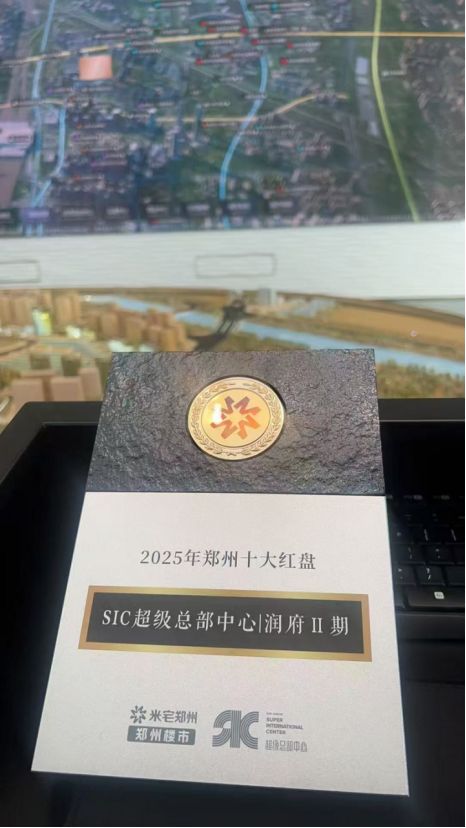 2025年郑州十大红盘
SIC超级总部中心|润府 II 期
米宅郑州
郑州楼市
SIC
SUPER
INTERNATIONAL
CENTER
超级总部中心